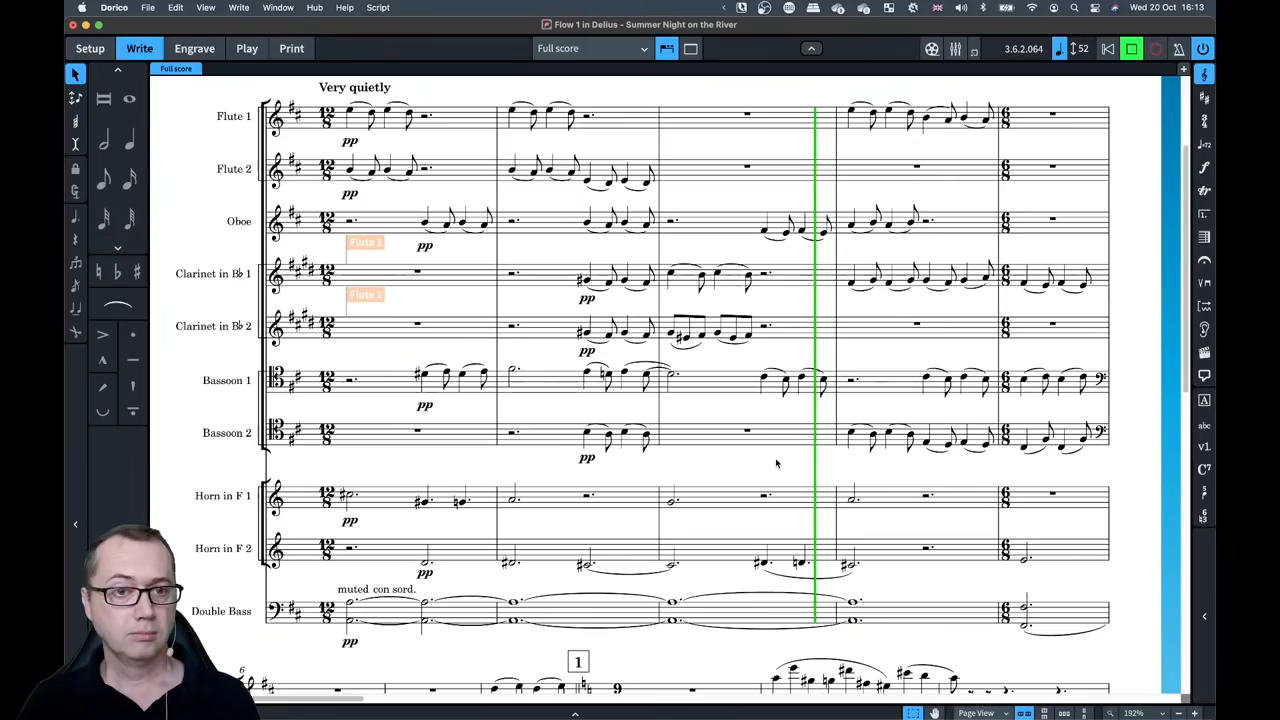 Dorico File Edit View Write Window Hub Help Script Wed 20 Oct 16:13
Flow 1 in Delius - Summer Night on the River
Setup Write Engrave Play Print Full score 3.6.2.064 52
Full score
Very quietly
Flute 1
pp
Flute 2
pp
Oboe
pp
Flute 1
Clarinet in B♭ 1
pp
Flute 1
Clarinet in B♭ 2
pp
Bassoon 1
pp
Bassoon 2
pp
Horn in F 1
pp
Horn in F 2
pp
muted con sord.
Double Bass
pp
6
1
9
Page View 192%